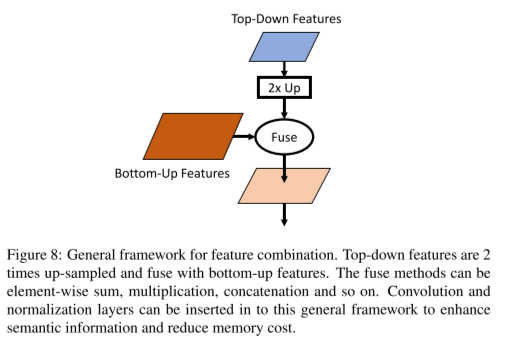 Top-Down Features
2x Up
Fuse
Bottom-Up Features
Figure 8: General framework for feature combination. Top-down features are 2
times up-sampled and fuse with bottom-up features. The fuse methods can be
element-wise sum, multiplication, concatenation and so on. Convolution and
normalization layers can be inserted in to this general framework to enhance
semantic information and reduce memory cost.